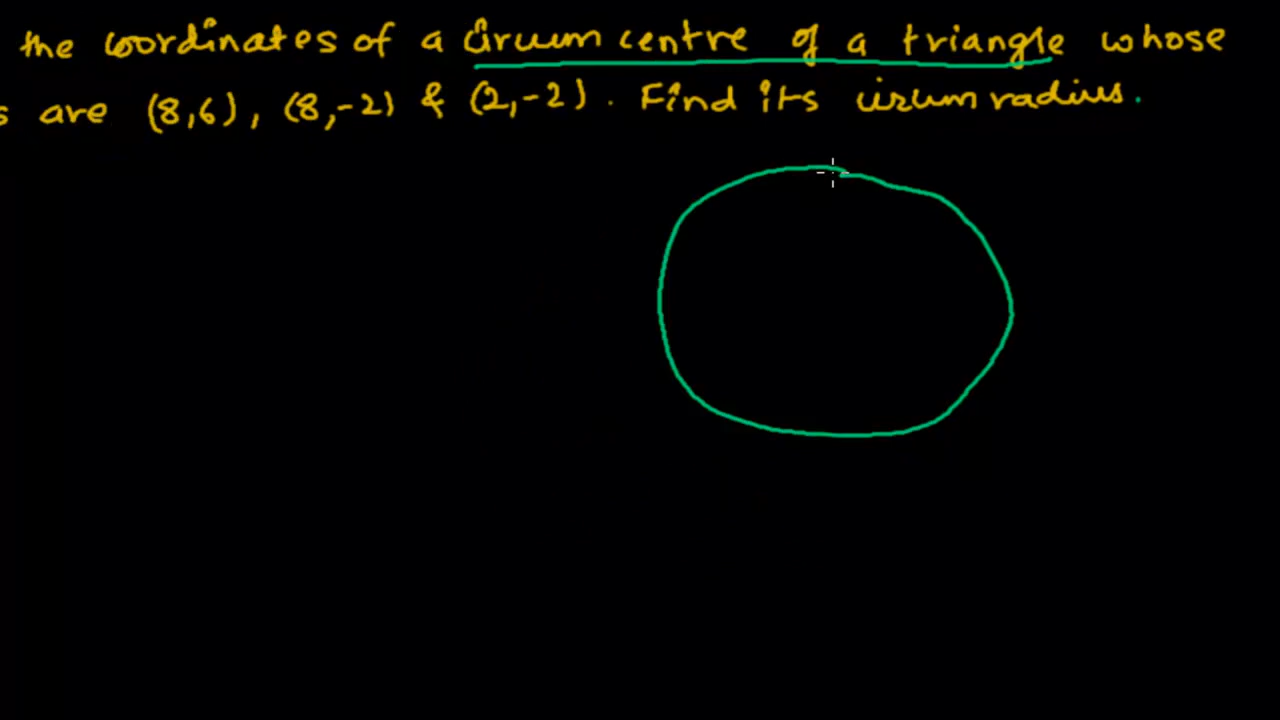 the coordinates of a circum centre of a triangle whose
s are (8,6), (8,-2) & (2,-2). Find its circum radius.